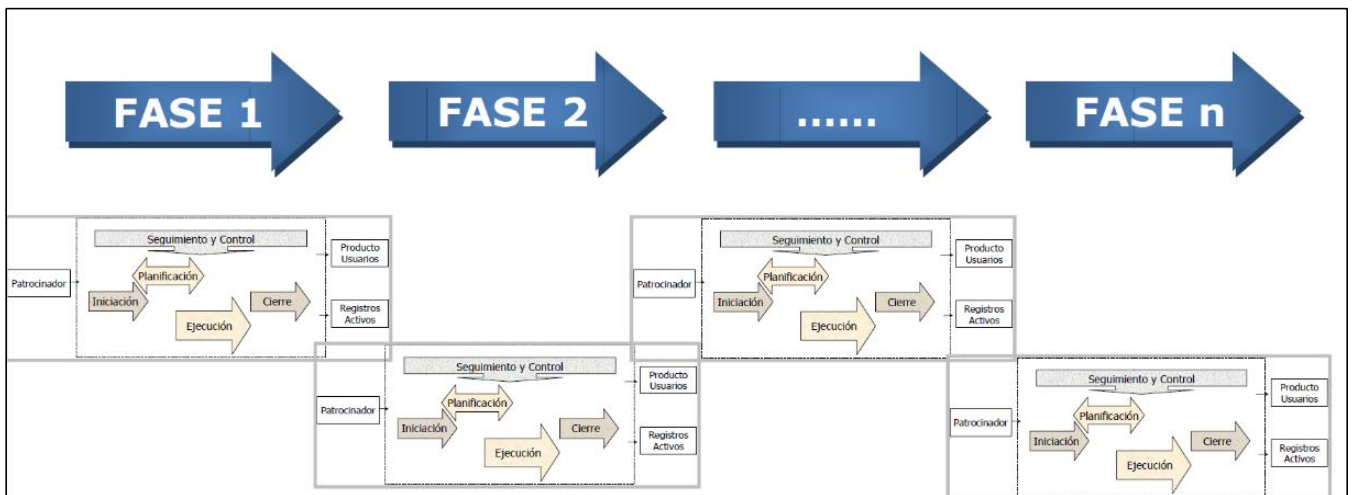 FASE 1
FASE 2
......
FASE n
Seguimiento y Control
Producto
Usuarios
Patrocinador
Planificación
Iniciación
Cierre
Registros
Activos
Ejecución
Seguimiento y Control
Producto
Usuarios
Patrocinador
Planificación
Iniciación
Cierre
Registros
Activos
Ejecución
Seguimiento y Control
Producto
Usuarios
Patrocinador
Planificación
Iniciación
Cierre
Registros
Activos
Ejecución
Seguimiento y Control
Producto
Usuarios
Patrocinador
Planificación
Iniciación
Cierre
Registros
Activos
Ejecución